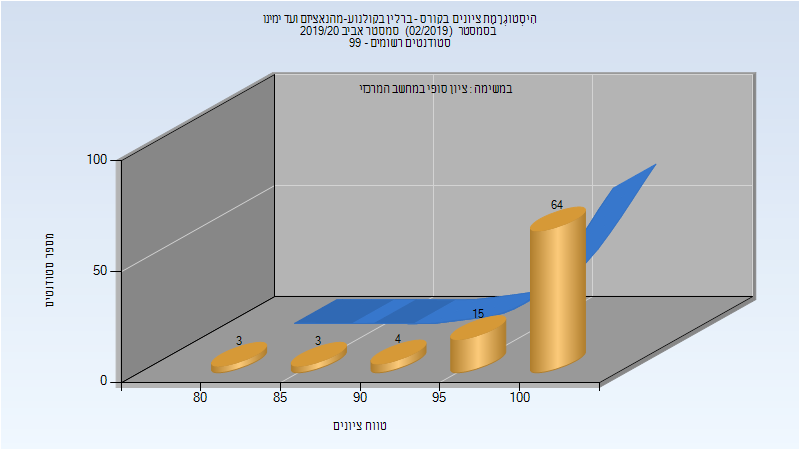 היסטוגרמת ציונים בקורס - ברלין בקולנוע-מהנאציזם ועד ימינו
בסמסטר (02/2019) סמסטר אביב 2019/20
סטודנטים רשומים - 99
במשימה : ציון סופי במחשב המרכזי
מספר סטודנטים
100
50
0
3
3
4
15
64
80
85
90
95
100
טווח ציונים